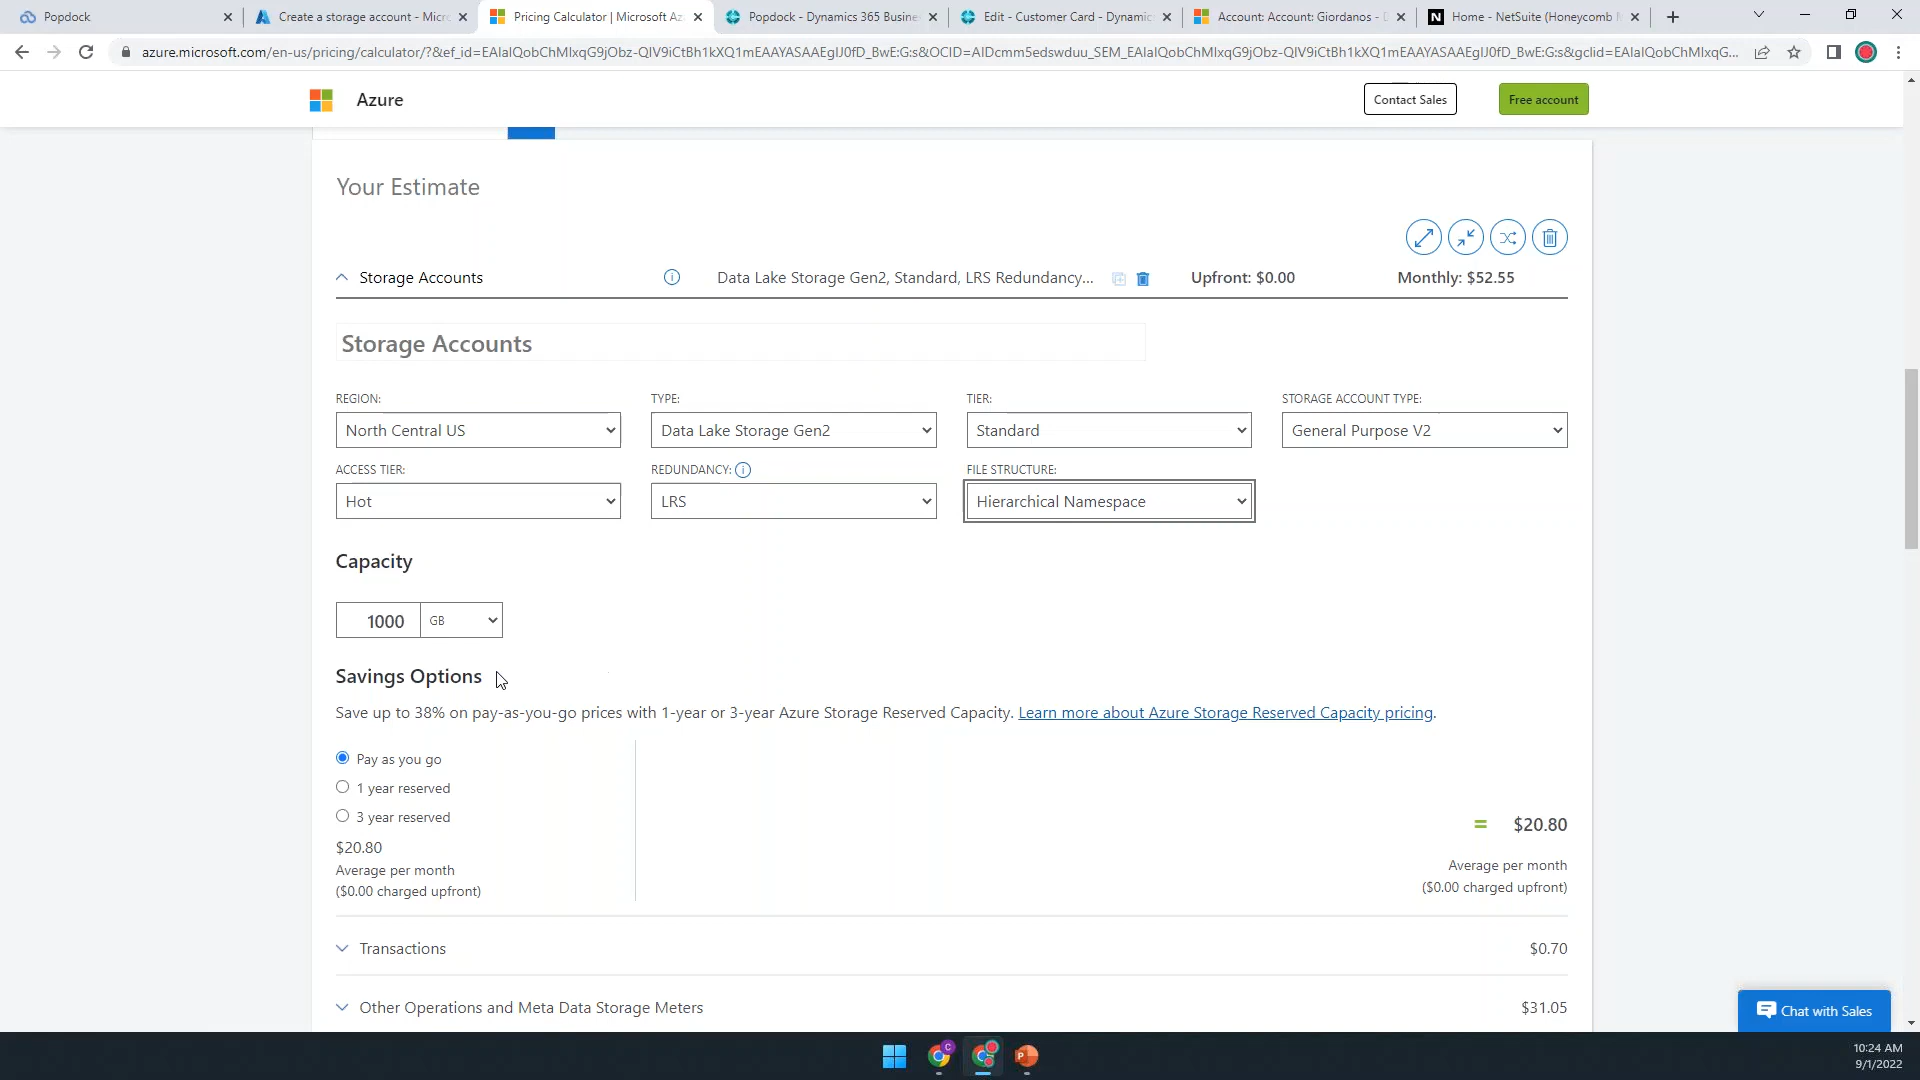 Popdock
Create a storage account - Micro
Pricing Calculator | Microsoft Az
Popdock - Dynamics 365 Busine
Edit - Customer Card - Dynamic
Account: Account: Giordanos - D
N Home - NetSuite (Honeycomb
azure.microsoft.com/en-us/pricing/calculator/?&ef_id=EAIaIQobChMIxqG9jObz-QIV9iCtBh1kXQ1mEAAYASAAEgIJ0fD_BwE:G:s&OCID=AIDcmm5edswduu_SEM_EAIaIQobChMIxqG9jObz-QIV9iCtBh1kXQ1mEAAYASAAEgIJ0fD_BwE:G:s&gclid=EAIaIQobChMIxqG...
Azure
Contact Sales
Free account
Your Estimate
Storage Accounts
Data Lake Storage Gen2, Standard, LRS Redundancy...
Upfront: $0.00
Monthly: $52.55
Storage Accounts
REGION:
TYPE:
TIER:
STORAGE ACCOUNT TYPE:
North Central US
Data Lake Storage Gen2
Standard
General Purpose V2
ACCESS TIER:
REDUNDANCY:
FILE STRUCTURE:
Hot
LRS
Hierarchical Namespace
Capacity
1000
GB
Savings Options
Save up to 38% on pay-as-you-go prices with 1-year or 3-year Azure Storage Reserved Capacity. Learn more about Azure Storage Reserved Capacity pricing.
Pay as you go
1 year reserved
3 year reserved
$20.80
Average per month
($0.00 charged upfront)
= $20.80
Average per month
($0.00 charged upfront)
Transactions
$0.70
Other Operations and Meta Data Storage Meters
$31.05
Chat with Sales
C
P
10:24 AM
9/1/2022